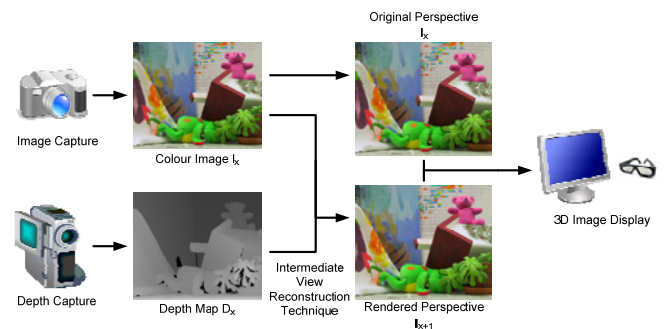 Original Perspective
Ix
Image Capture
Colour Image Ix
3D Image Display
Intermediate
View
Reconstruction
Technique
Depth Capture
Depth Map Dx
Rendered Perspective
Ix+1